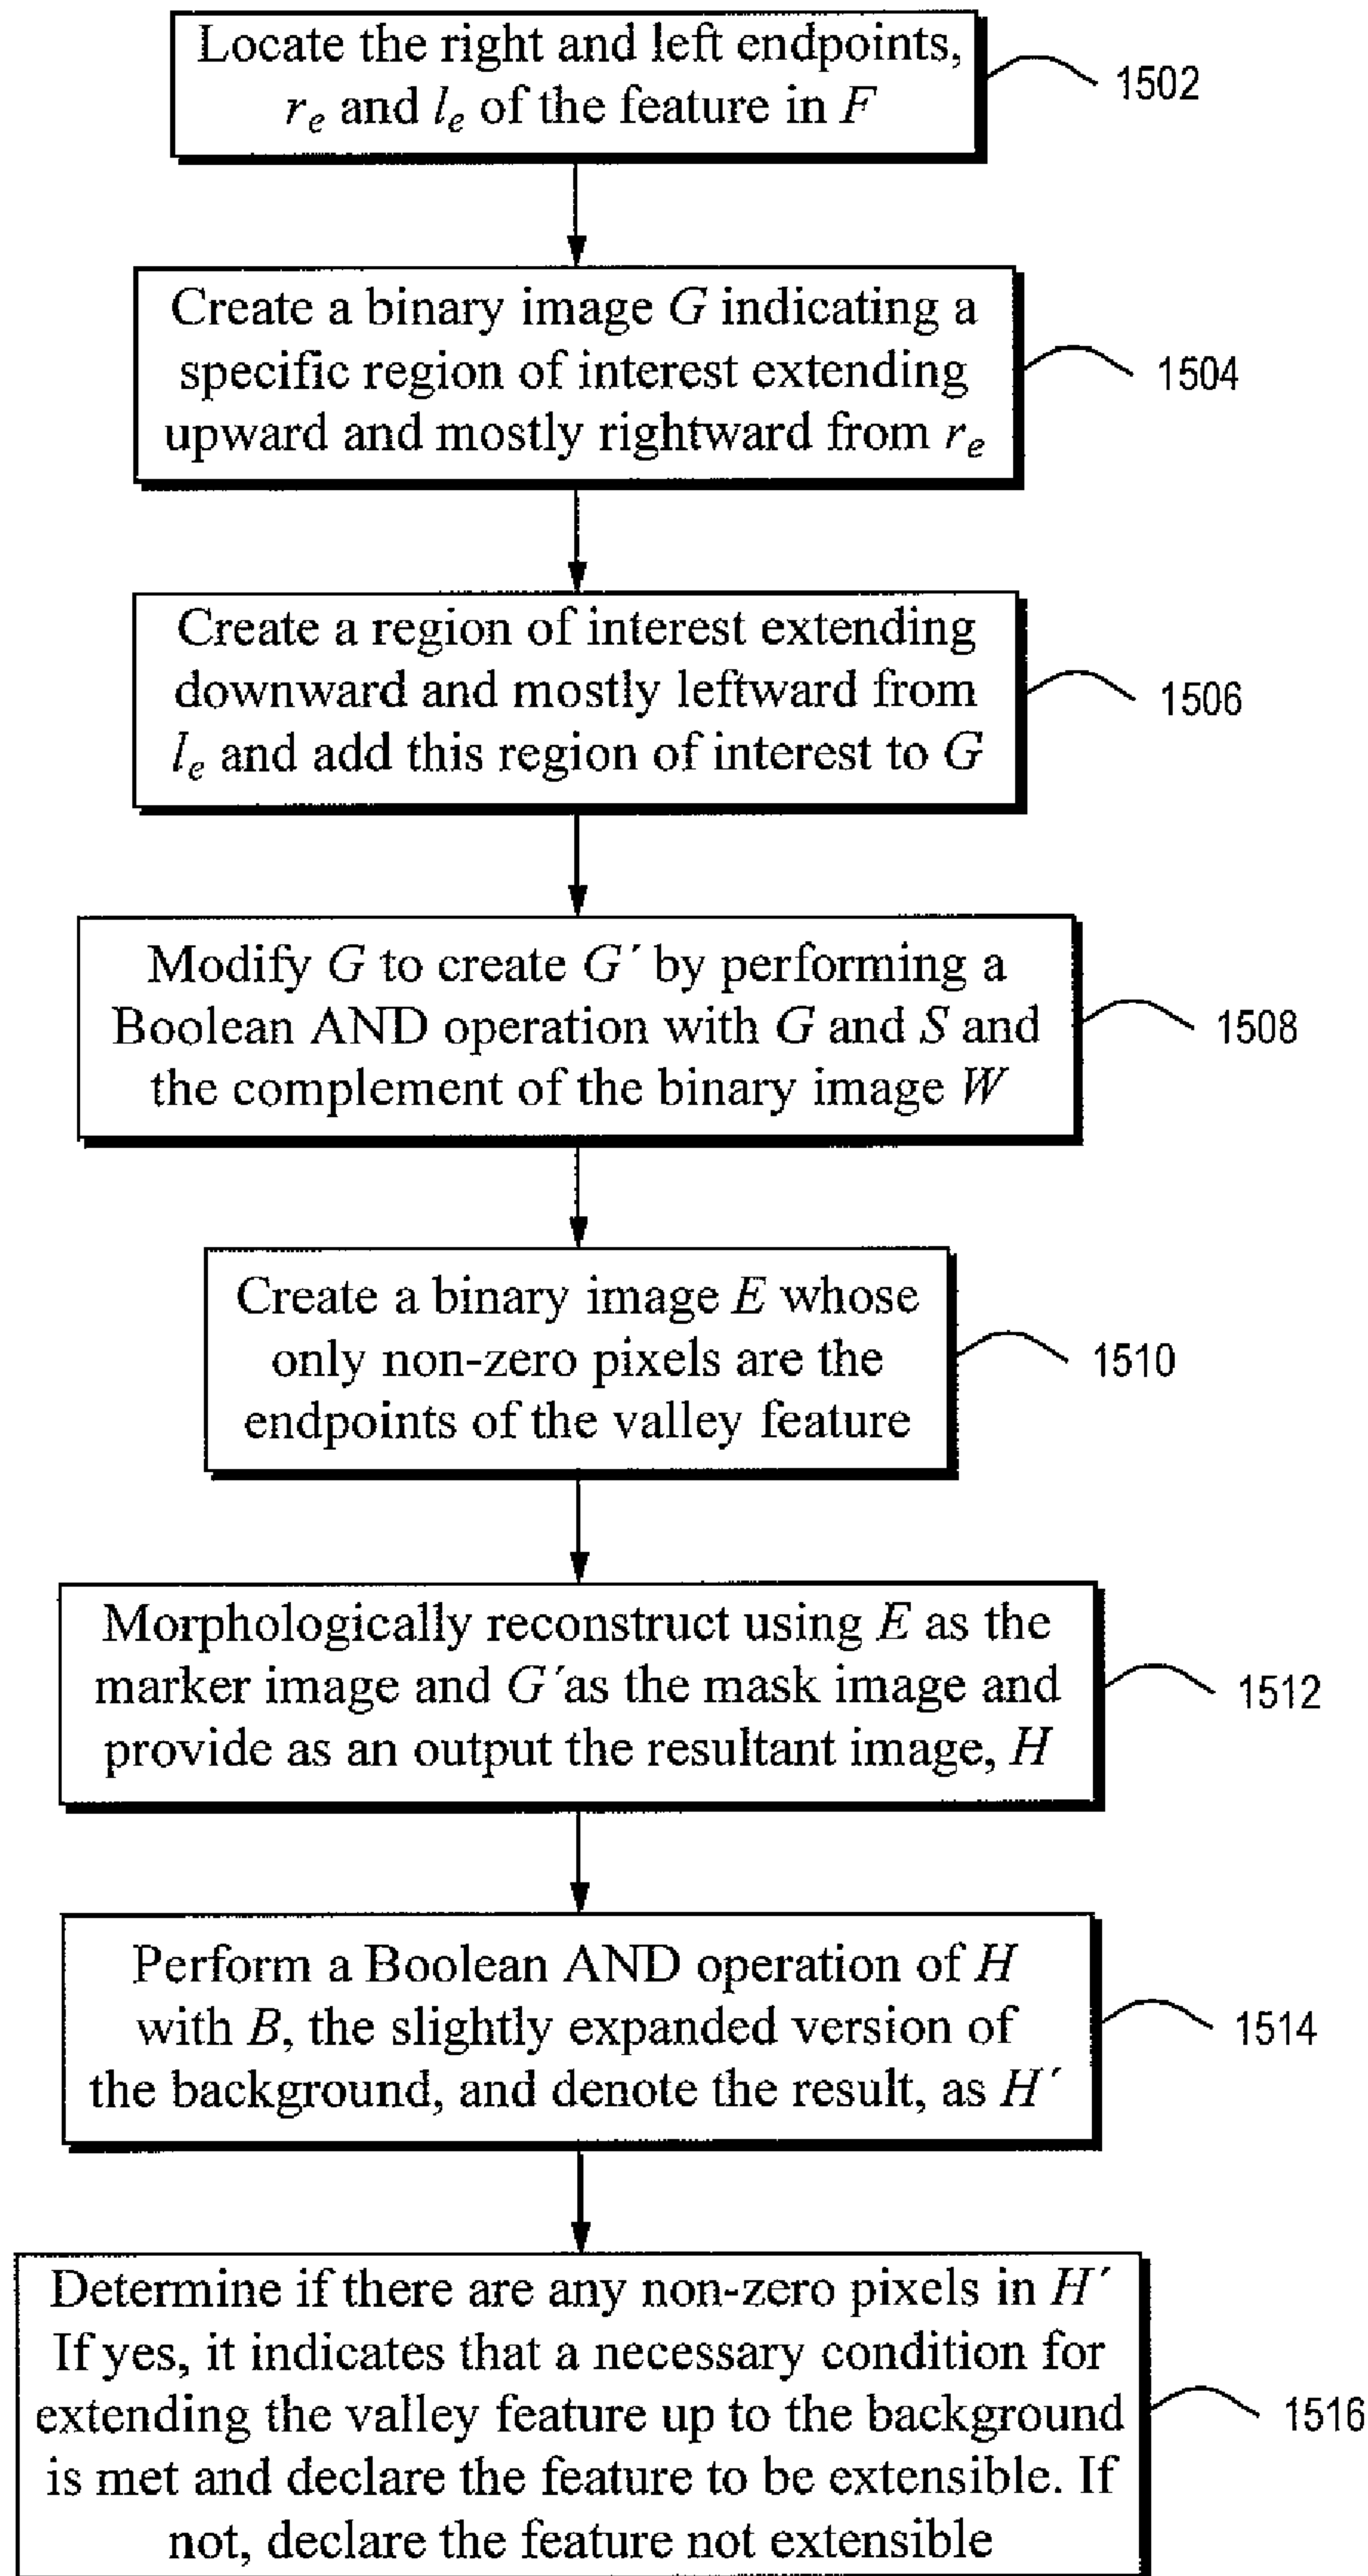 Locate the right and left endpoints,
rₑ and lₑ of the feature in F
1502
Create a binary image G indicating a
specific region of interest extending
upward and mostly rightward from rₑ
1504
Create a region of interest extending
downward and mostly leftward from
lₑ and add this region of interest to G
1506
Modify G to create G´ by performing a
Boolean AND operation with G and S and
the complement of the binary image W
1508
Create a binary image E whose
only non-zero pixels are the
endpoints of the valley feature
1510
Morphologically reconstruct using E as the
marker image and G´as the mask image and
provide as an output the resultant image, H
1512
Perform a Boolean AND operation of H
with B, the slightly expanded version of
the background, and denote the result, as H´
1514
Determine if there are any non-zero pixels in H´
If yes, it indicates that a necessary condition for
extending the valley feature up to the background
is met and declare the feature to be extensible. If
not, declare the feature not extensible
1516